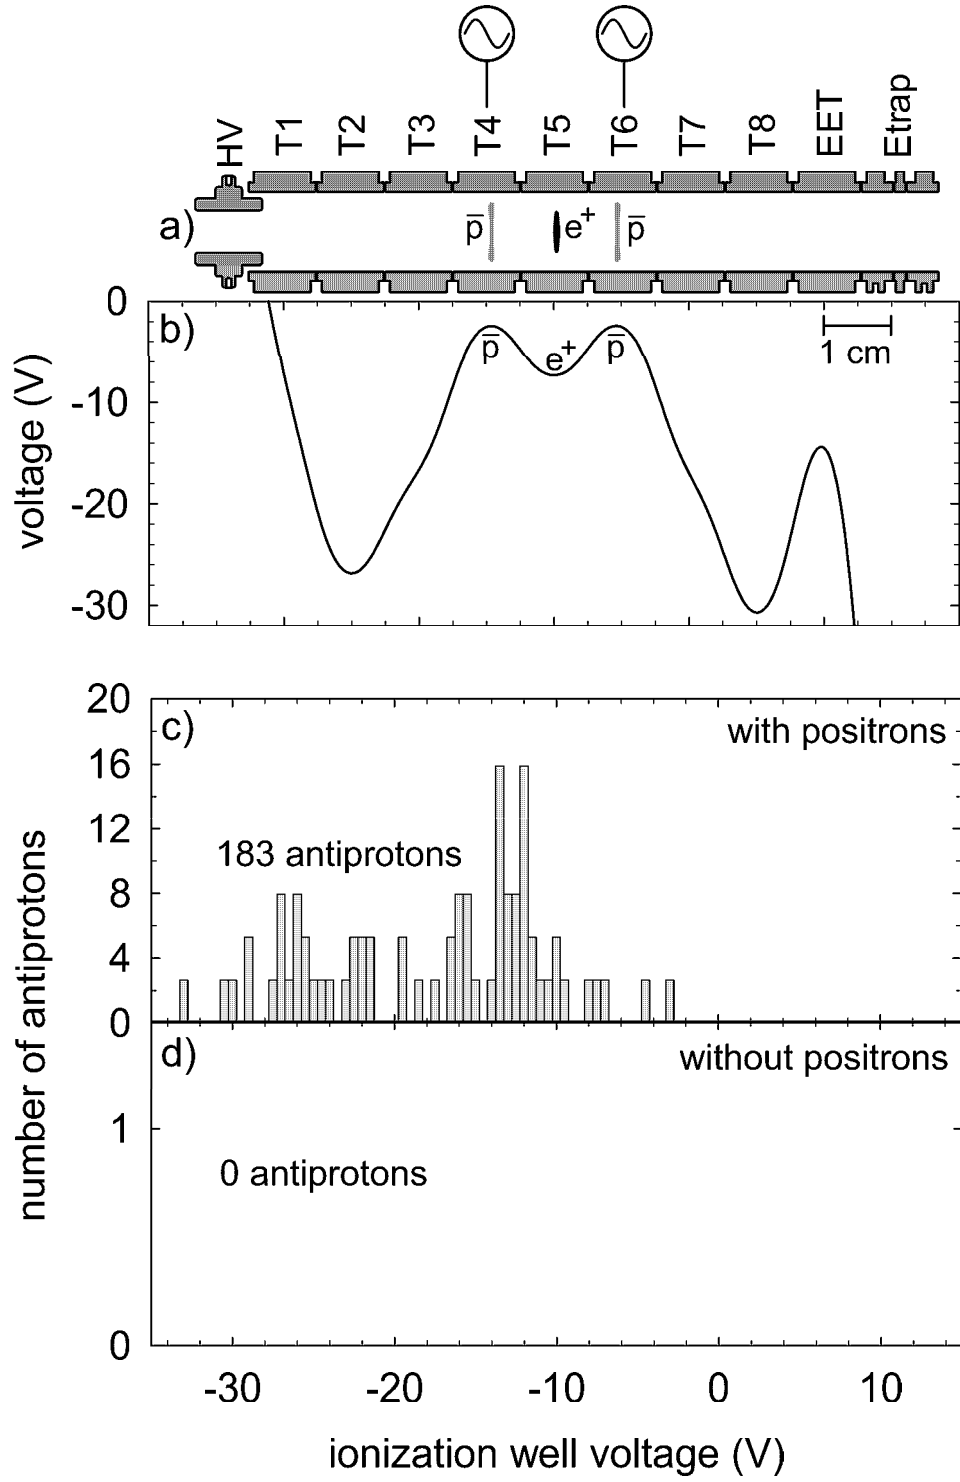 HV T1 T2 T3 T4 T5 T6 T7 T8 EET Etrap
a) p̅ e⁺ p̅
0 b) p̅ e⁺ p̅ 1 cm
-10
-20
-30
voltage (V)
20 c) with positrons
16
12
183 antiprotons
8
4
0
d) without positrons
1
0 antiprotons
0
number of antiprotons
-30 -20 -10 0 10
ionization well voltage (V)